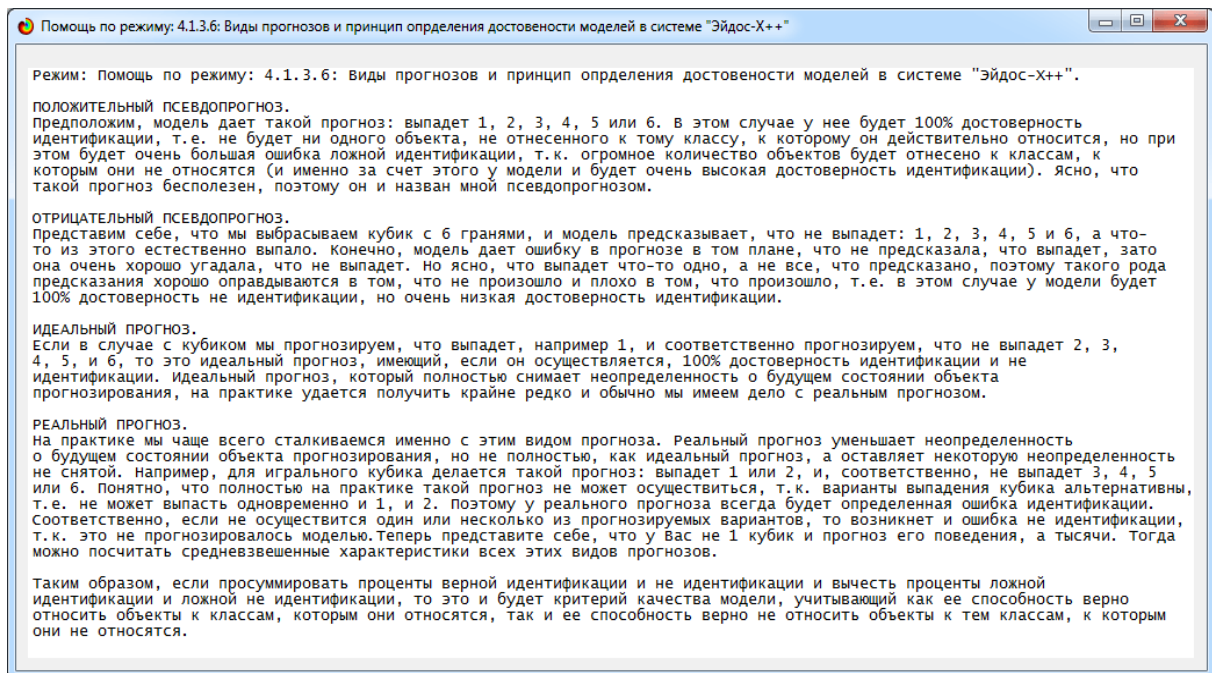 Помощь по режиму: 4.1.3.6: Виды прогнозов и принцип опрделения достовености моделей в системе "Эйдос-Х++"
Режим: Помощь по режиму: 4.1.3.6: Виды прогнозов и принцип опрделения достовености моделей в системе "Эйдос-Х++".
ПОЛОЖИТЕЛЬНЫЙ ПСЕВДОПРОГНОЗ.
Предположим, модель дает такой прогноз: выпадет 1, 2, 3, 4, 5 или 6. В этом случае у нее будет 100% достоверность
идентификации, т.е. не будет ни одного объекта, не отнесенного к тому классу, к которому он действительно относится, но при
этом будет очень большая ошибка ложной идентификации, т.к. огромное количество объектов будет отнесено к классам, к
которым они не относятся (и именно за счет этого у модели и будет очень высокая достоверность идентификации). Ясно, что
такой прогноз бесполезен, поэтому он и назван мной псевдопрогнозом.
ОТРИЦАТЕЛЬНЫЙ ПСЕВДОПРОГНОЗ.
Представим себе, что мы выбрасываем кубик с 6 гранями, и модель предсказывает, что не выпадет: 1, 2, 3, 4, 5 и 6, а что-
то из этого естественно выпало. Конечно, модель дает ошибку в прогнозе в том плане, что не предсказала, что выпадет, зато
она очень хорошо угадала, что не выпадет. Но ясно, что выпадет что-то одно, а не все, что предсказано, поэтому такого рода
предсказания хорошо оправдываются в том, что не произошло и плохо в том, что произошло, т.е. в этом случае у модели будет
100% достоверность не идентификации, но очень низкая достоверность идентификации.
ИДЕАЛЬНЫЙ ПРОГНОЗ.
Если в случае с кубиком мы прогнозируем, что выпадет, например 1, и соответственно прогнозируем, что не выпадет 2, 3,
4, 5, и 6, то это идеальный прогноз, имеющий, если он осуществляется, 100% достоверность идентификации и не
идентификации. Идеальный прогноз, который полностью снимает неопределенность о будущем состоянии объекта
прогнозирования, на практике удается получить крайне редко и обычно мы имеем дело с реальным прогнозом.
РЕАЛЬНЫЙ ПРОГНОЗ.
На практике мы чаще всего сталкиваемся именно с этим видом прогноза. Реальный прогноз уменьшает неопределенность
о будущем состоянии объекта прогнозирования, но не полностью, как идеальный прогноз, а оставляет некоторую неопределенность
не снятой. Например, для игрального кубика делается такой прогноз: выпадет 1 или 2, и, соответственно, не выпадет 3, 4, 5
или 6. Понятно, что полностью на практике такой прогноз не может осуществиться, т.к. варианты выпадения кубика альтернативны,
т.е. не может выпасть одновременно и 1, и 2. Поэтому у реального прогноза всегда будет определенная ошибка идентификации.
Соответственно, если не осуществится один или несколько из прогнозируемых вариантов, то возникнет и ошибка не идентификации,
т.к. это не прогнозировалось моделью.Теперь представите себе, что у Вас не 1 кубик и прогноз его поведения, а тысячи. Тогда
можно посчитать средневзвешенные характеристики всех этих видов прогнозов.
Таким образом, если просуммировать проценты верной идентификации и не идентификации и вычесть проценты ложной
идентификации и ложной не идентификации, то это и будет критерий качества модели, учитывающий как ее способность верно
относить объекты к классам, которым они относятся, так и ее способность верно не относить объекты к тем классам, к которым
они не относятся.